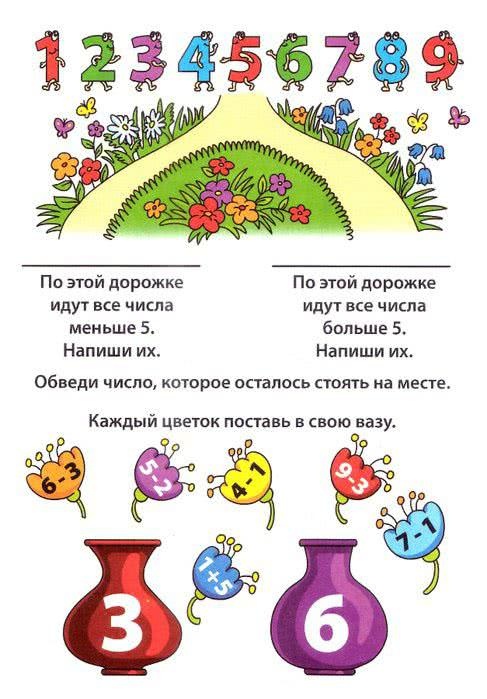 1 2 3 4 5 6 7 8 9
По этой дорожке
идут все числа
меньше 5.
Напиши их.
По этой дорожке
идут все числа
больше 5.
Напиши их.
Обведи число, которое осталось стоять на месте.
Каждый цветок поставь в свою вазу.
6-3
5-2
4-1
9-3
7-1
1+5
3
6